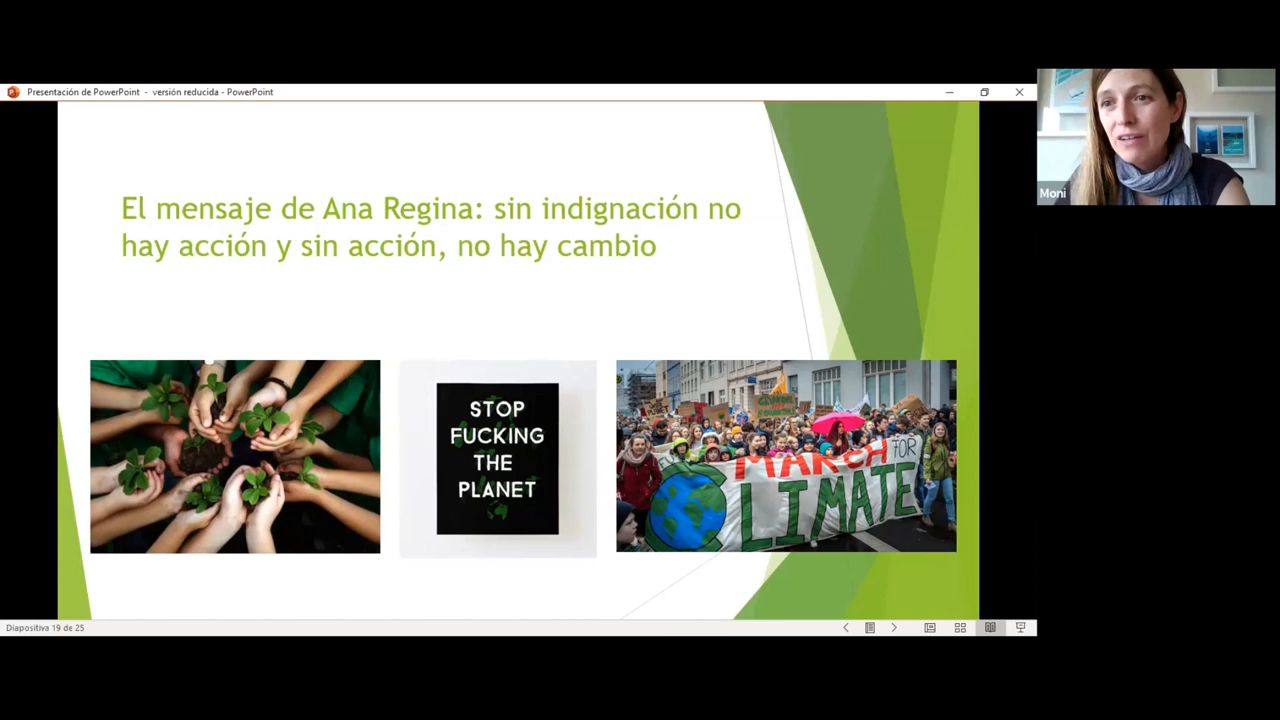 Presentación de PowerPoint - versión reducida - PowerPoint
Moni
El mensaje de Ana Regina: sin indignación no
hay acción y sin acción, no hay cambio
STOP
FUCKING
THE
PLANET
MARCH FOR
CLIMATE
Diapositiva 19 de 25